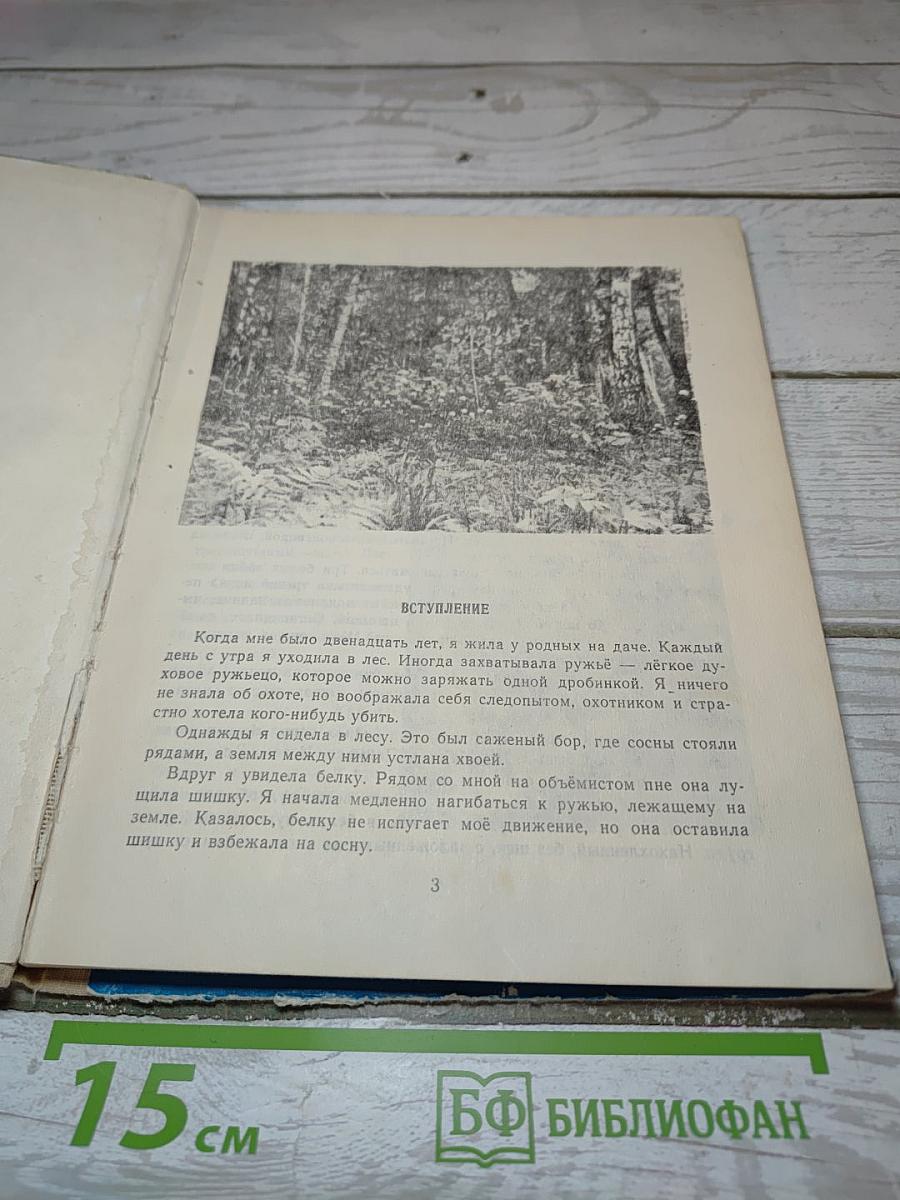 ВСТУПЛЕНИЕ
Когда мне было двенадцать лет, я жила у родных на даче. Каждый
день с утра я уходила в лес. Иногда захватывала ружьё — лёгкое ду-
ховое ружьецо, которое можно заряжать одной дробинкой. Я ничего
не знала об охоте, но воображала себя следопытом, охотником и стра-
стно хотела кого-нибудь убить.
Однажды я сидела в лесу. Это был саженый бор, где сосны стояли
рядами, а земля между ними устлана хвоей.
Вдруг я увидела белку. Рядом со мной на объёмистом пне она лу-
щила шишку. Я начала медленно нагибаться к ружью, лежащему на
земле. Казалось, белку не испугает моё движение, но она оставила
шишку и взбежала на сосну.
3
15 см
БФ БИБЛИОФАН